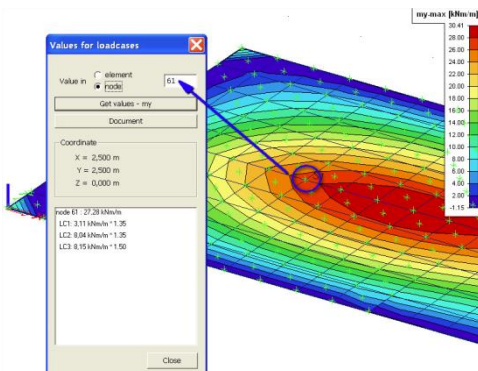 my-max [kNm/m]
Values for loadcases
Value in
element
node
61
Get values - my
Document
Coordinate
X = 2,500 m
Y = 2,500 m
Z = 0,000 m
node 61 : 27,28 kNm/m
LC1: 3,11 kNm/m * 1.35
LC2: 8,04 kNm/m * 1.35
LC3: 8,15 kNm/m * 1.50
Close
30.41
28.00
26.00
24.00
22.00
20.00
18.00
16.00
14.00
12.00
10.00
8.00
6.00
4.00
2.00
0.00
-1.15